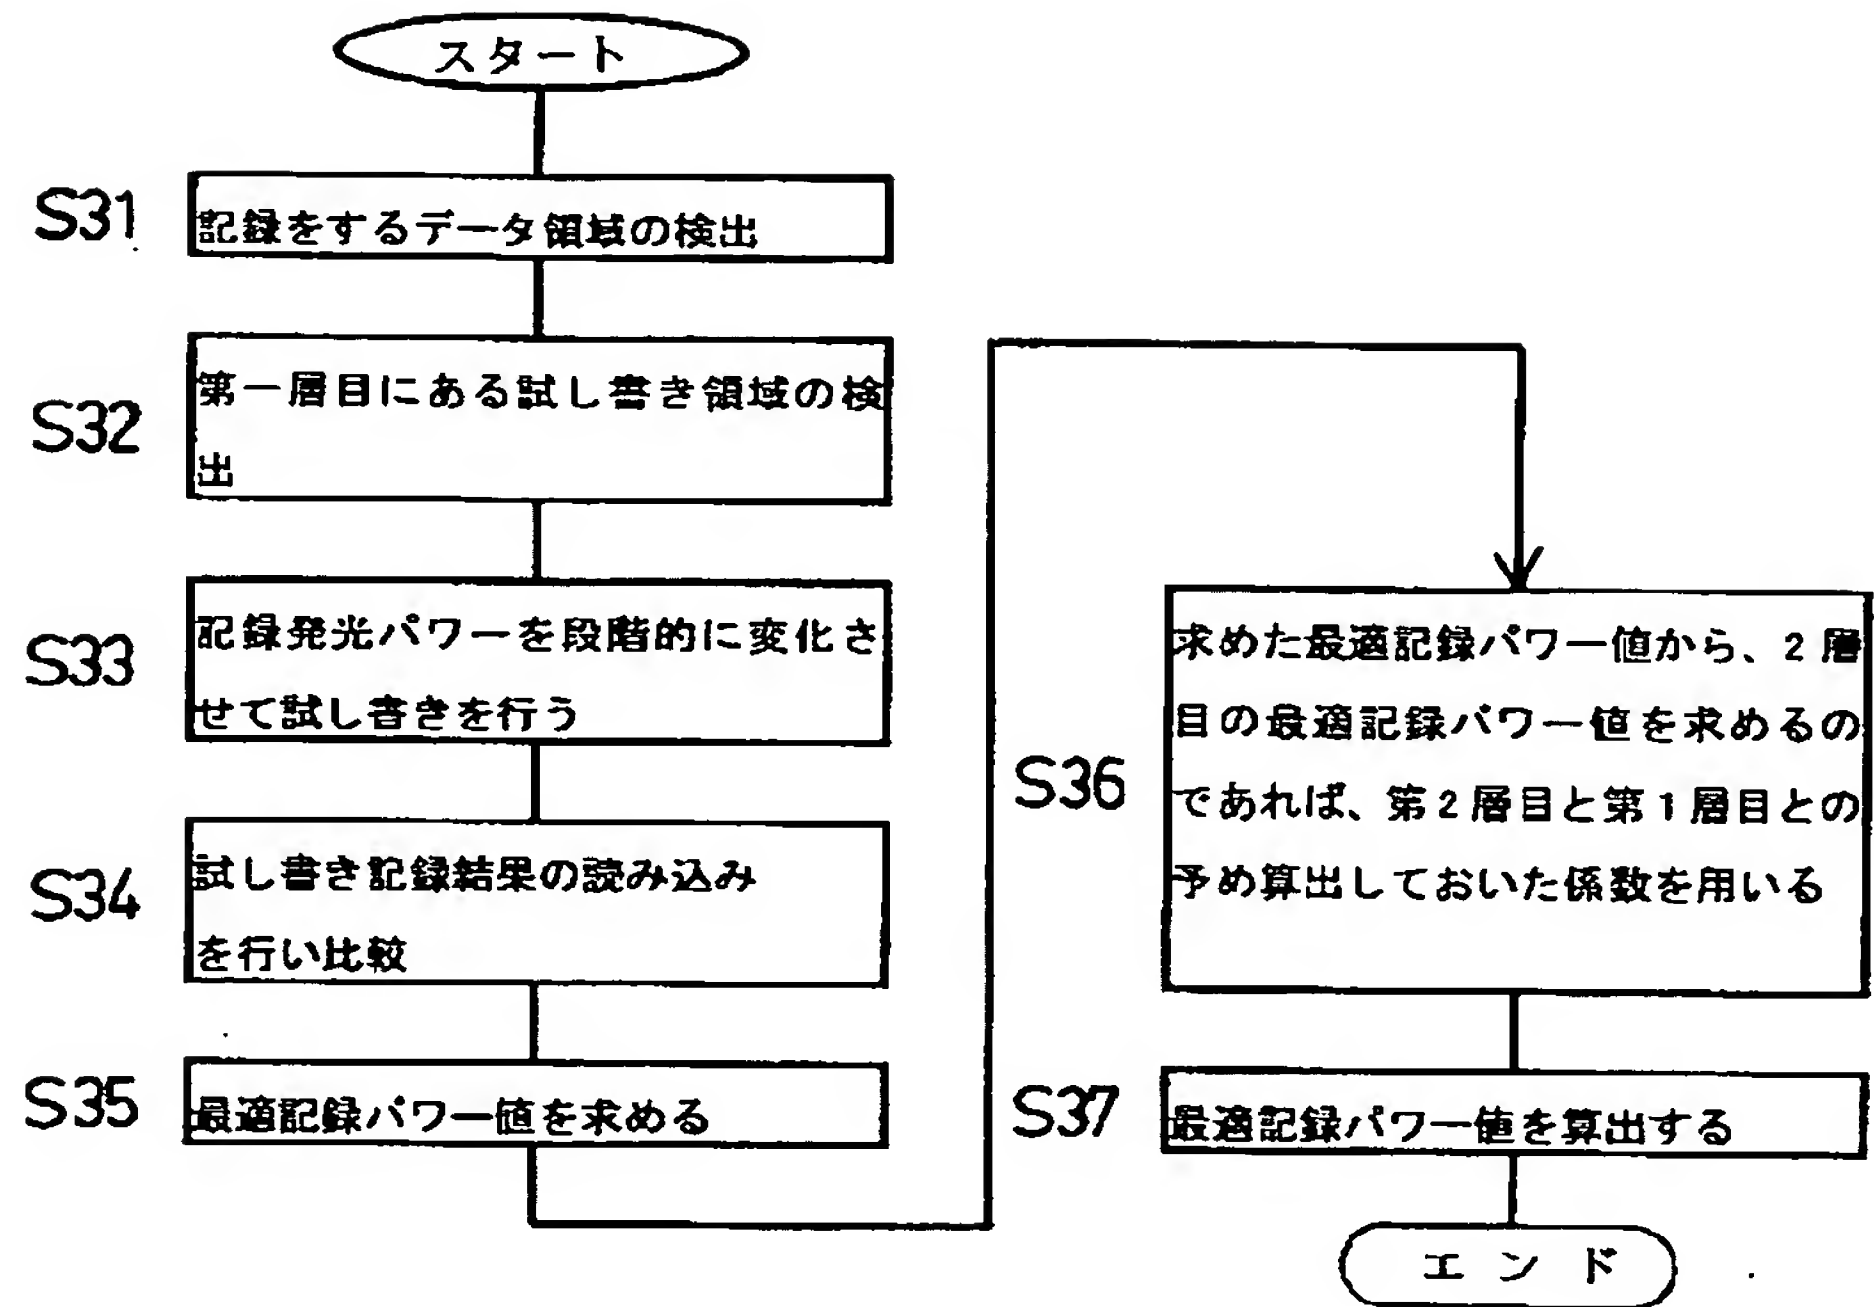 スタート
S31
記録をするデータ領域の検出
S32
第一層目にある試し書き領域の検
出
S33
記録発光パワーを段階的に変化さ
せて試し書きを行う
S34
試し書き記録結果の読み込み
を行い比較
S35
最適記録パワー値を求める
S36
求めた最適記録パワー値から、2層
目の最適記録パワー値を求めるの
であれば、第2層目と第1層目との
予め算出しておいた係数を用いる
S37
最適記録パワー値を算出する
エンド